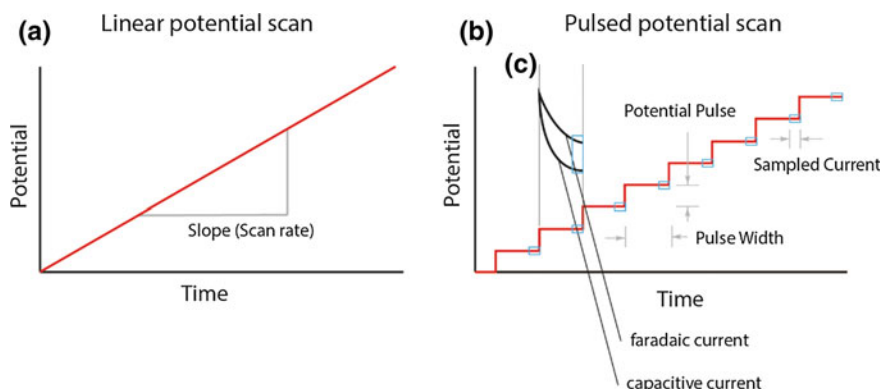 (a) Linear potential scan
Potential
Slope (Scan rate)
Time
(b) Pulsed potential scan
(c)
Potential
Potential Pulse
Sampled Current
Pulse Width
Time
faradaic current
capacitive current